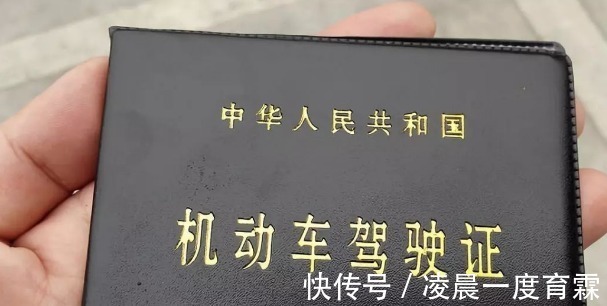 中华人民共和国
机动车驾驶证
快传号 / 凌晨一度育霖